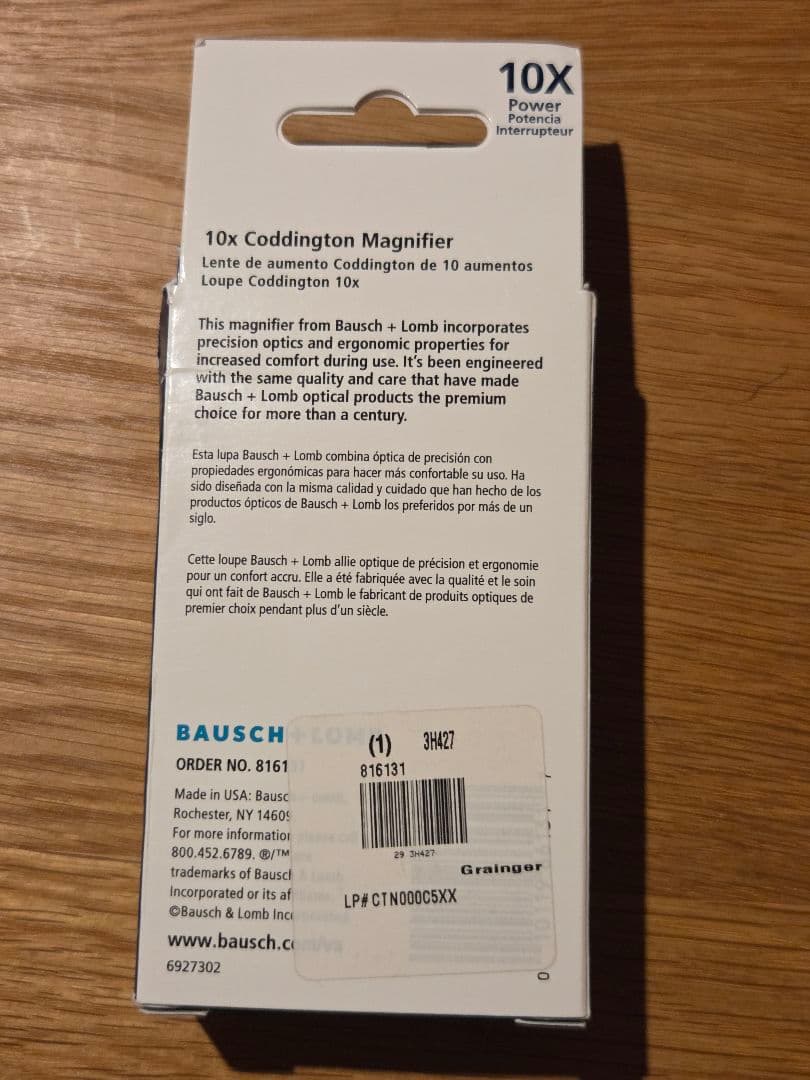 10X
Power
Potencia
Interrupteur
10x Coddington Magnifier
Lente de aumento Coddington de 10 aumentos
Loupe Coddington 10x
This magnifier from Bausch + Lomb incorporates
precision optics and ergonomic properties for
increased comfort during use. It's been engineered
with the same quality and care that have made
Bausch + Lomb optical products the premium
choice for more than a century.
Esta lupa Bausch + Lomb combina óptica de precisión con
propiedades ergonómicas para hacer más confortable su uso. Ha
sido diseñada con la misma calidad y cuidado que han hecho de los
productos ópticos de Bausch + Lomb los preferidos por más de un
siglo.
Cette loupe Bausch + Lomb allie optique de précision et ergonomie
pour un confort accru. Elle a été fabriquée avec la qualité et le soin
qui ont fait de Bausch + Lomb le fabricant de produits optiques de
premier choix pendant plus d'un siècle.
BAUSCH + LOMB
ORDER NO. 8161
Made in USA: Bausc
Rochester, NY 14609
For more information
800.452.6789. ®/TM
trademarks of Bausch
Incorporated or its af
©Bausch & Lomb Inc
www.bausch.co
6927302
(1) 3H427
816131
29 3H427
Grainger
LP# CTN000C5XX